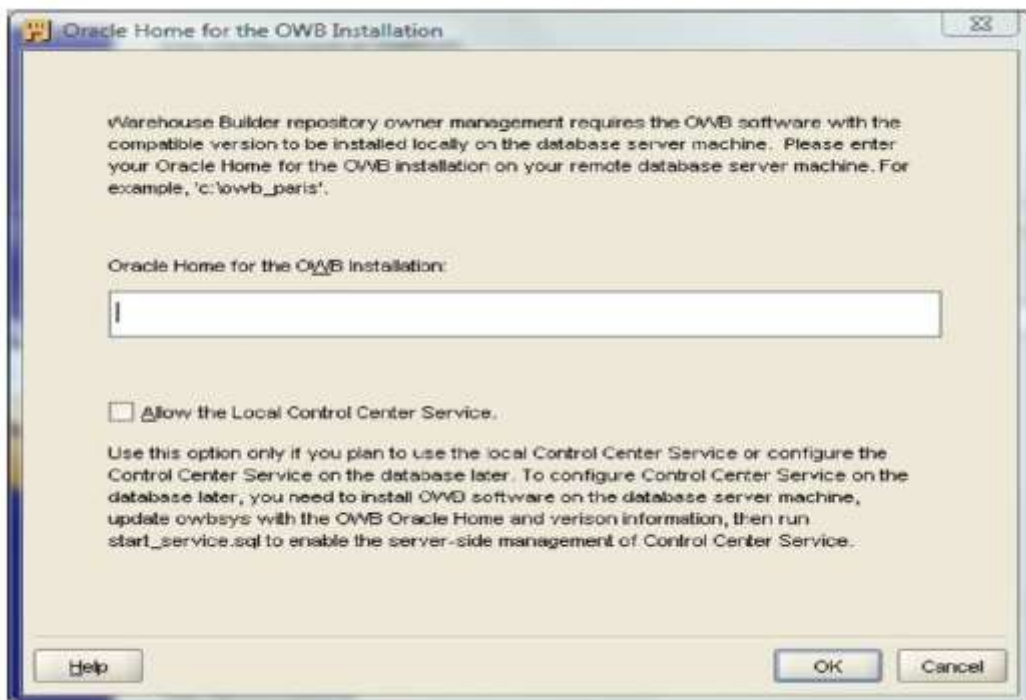 Oracle Home for the OWB Installation
Warehouse Builder repository owner management requires the OWB software with the
compatible version to be installed locally on the database server machine. Please enter
your Oracle Home for the OWB installation on your remote database server machine. For
example, 'c:\owb_paris'.
Oracle Home for the OWB Installation:
Allow the Local Control Center Service.
Use this option only if you plan to use the local Control Center Service or configure the
Control Center Service on the database later. To configure Control Center Service on the
database later, you need to install OWB software on the database server machine,
update owbsys with the OWB Oracle Home and verison information, then run
start_service.sql to enable the server-side management of Control Center Service.
Help
OK
Cancel